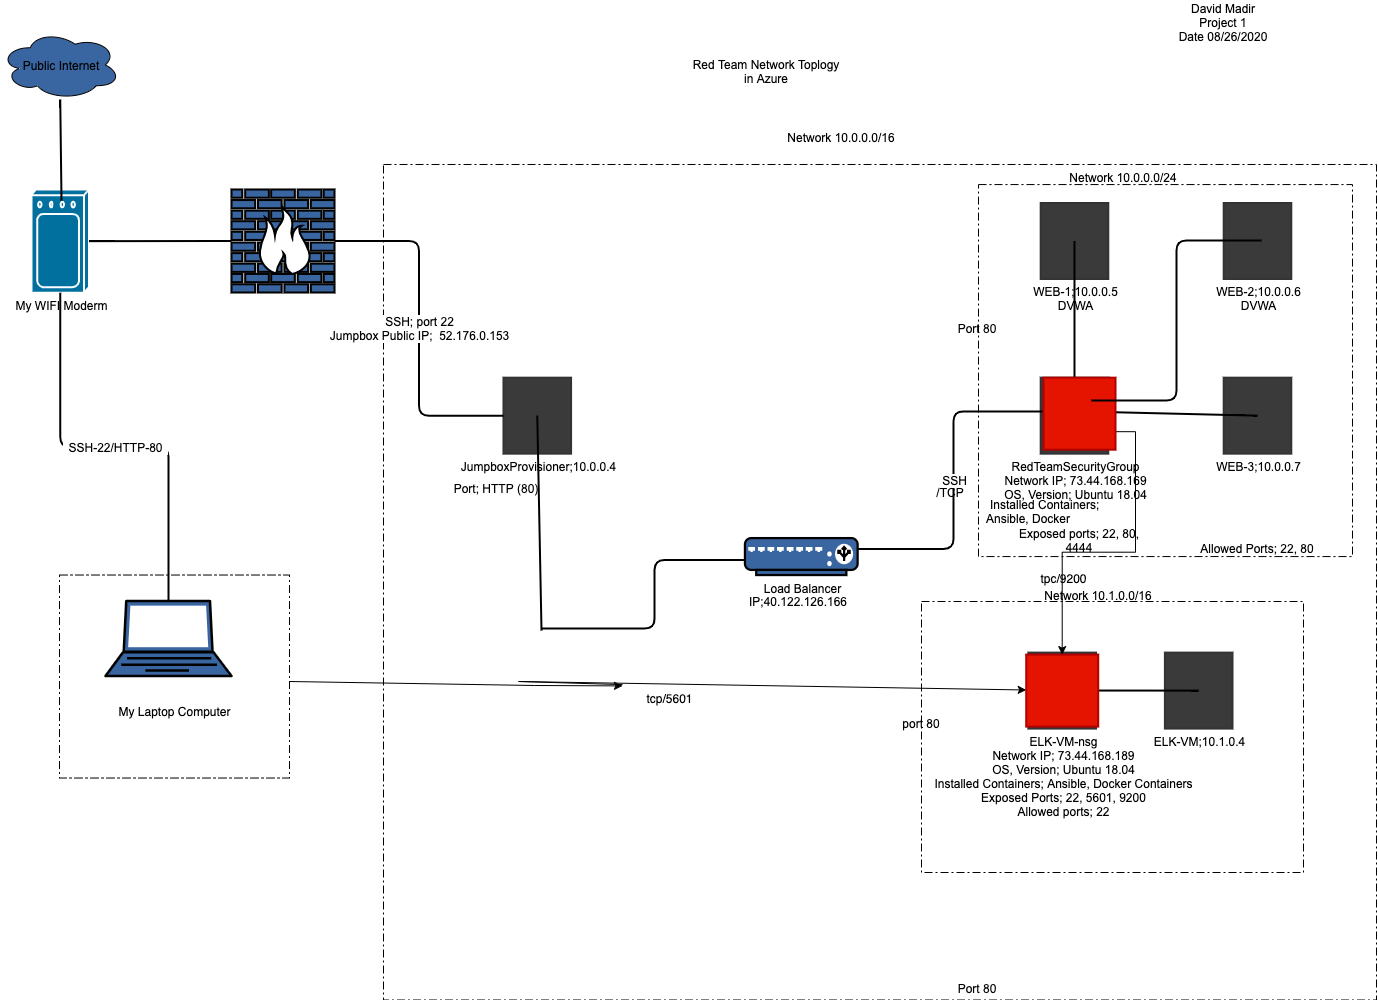 David Madir
Project 1
Date 08/26/2020
Public Internet
Red Team Network Toplogy
in Azure
Network 10.0.0.0/16
Network 10.0.0.0/24
My WIFI Moderm
SSH; port 22
Jumpbox Public IP;  52.176.0.153
WEB-1;10.0.0.5
DVWA
WEB-2;10.0.0.6
DVWA
Port 80
SSH-22/HTTP-80
JumpboxProvisioner;10.0.0.4
Port; HTTP (80)
RedTeamSecurityGroup
Network IP; 73.44.168.169
OS, Version; Ubuntu 18.04
Installed Containers;
Ansible, Docker
Exposed ports; 22, 80,
4444
WEB-3;10.0.0.7
SSH
/TCP
Allowed Ports; 22, 80
Load Balancer
IP;40.122.126.166
tpc/9200
Network 10.1.0.0/16
My Laptop Computer
tcp/5601
port 80
ELK-VM-nsg
Network IP; 73.44.168.189
OS, Version; Ubuntu 18.04
Installed Containers; Ansible, Docker Containers
Exposed Ports; 22, 5601, 9200
Allowed ports; 22
ELK-VM;10.1.0.4
Port 80